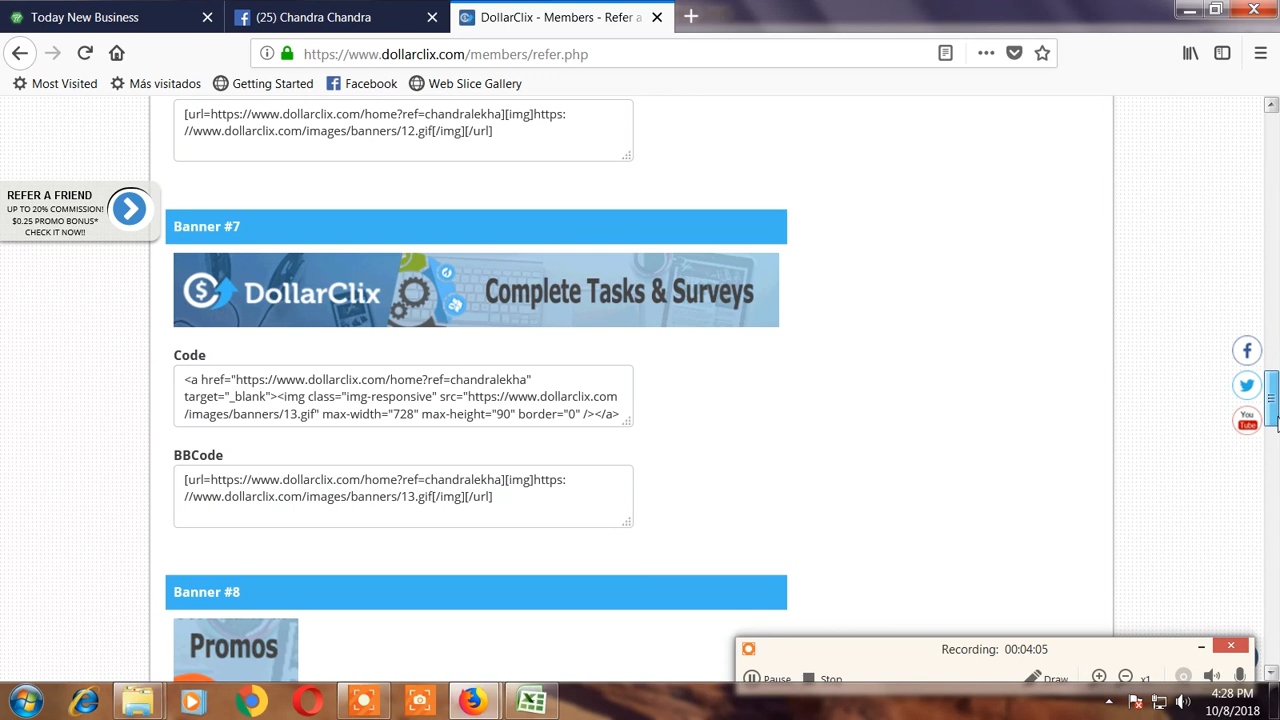 Today New Business
(25) Chandra Chandra
DollarClix - Members - Refer a
https://www.dollarclix.com/members/refer.php
Most Visited
Más visitados
Getting Started
Facebook
Web Slice Gallery
[url=https://www.dollarclix.com/home?ref=chandralekha][img]https:
//www.dollarclix.com/images/banners/12.gif[/img][/url]
REFER A FRIEND
UP TO 20% COMMISSION!
$0.25 PROMO BONUS*
CHECK IT NOW!!
Banner #7
DollarClix
Complete Tasks & Surveys
Code
<a href="https://www.dollarclix.com/home?ref=chandralekha"
target="_blank"><img class="img-responsive" src="https://www.dollarclix.com
/images/banners/13.gif" max-width="728" max-height="90" border="0" /></a>
You
Tube
BBCode
[url=https://www.dollarclix.com/home?ref=chandralekha][img]https:
//www.dollarclix.com/images/banners/13.gif[/img][/url]
Banner #8
Promos
Recording: 00:04:05
Pause
Stop
Draw
x1
4:28 PM
10/8/2018